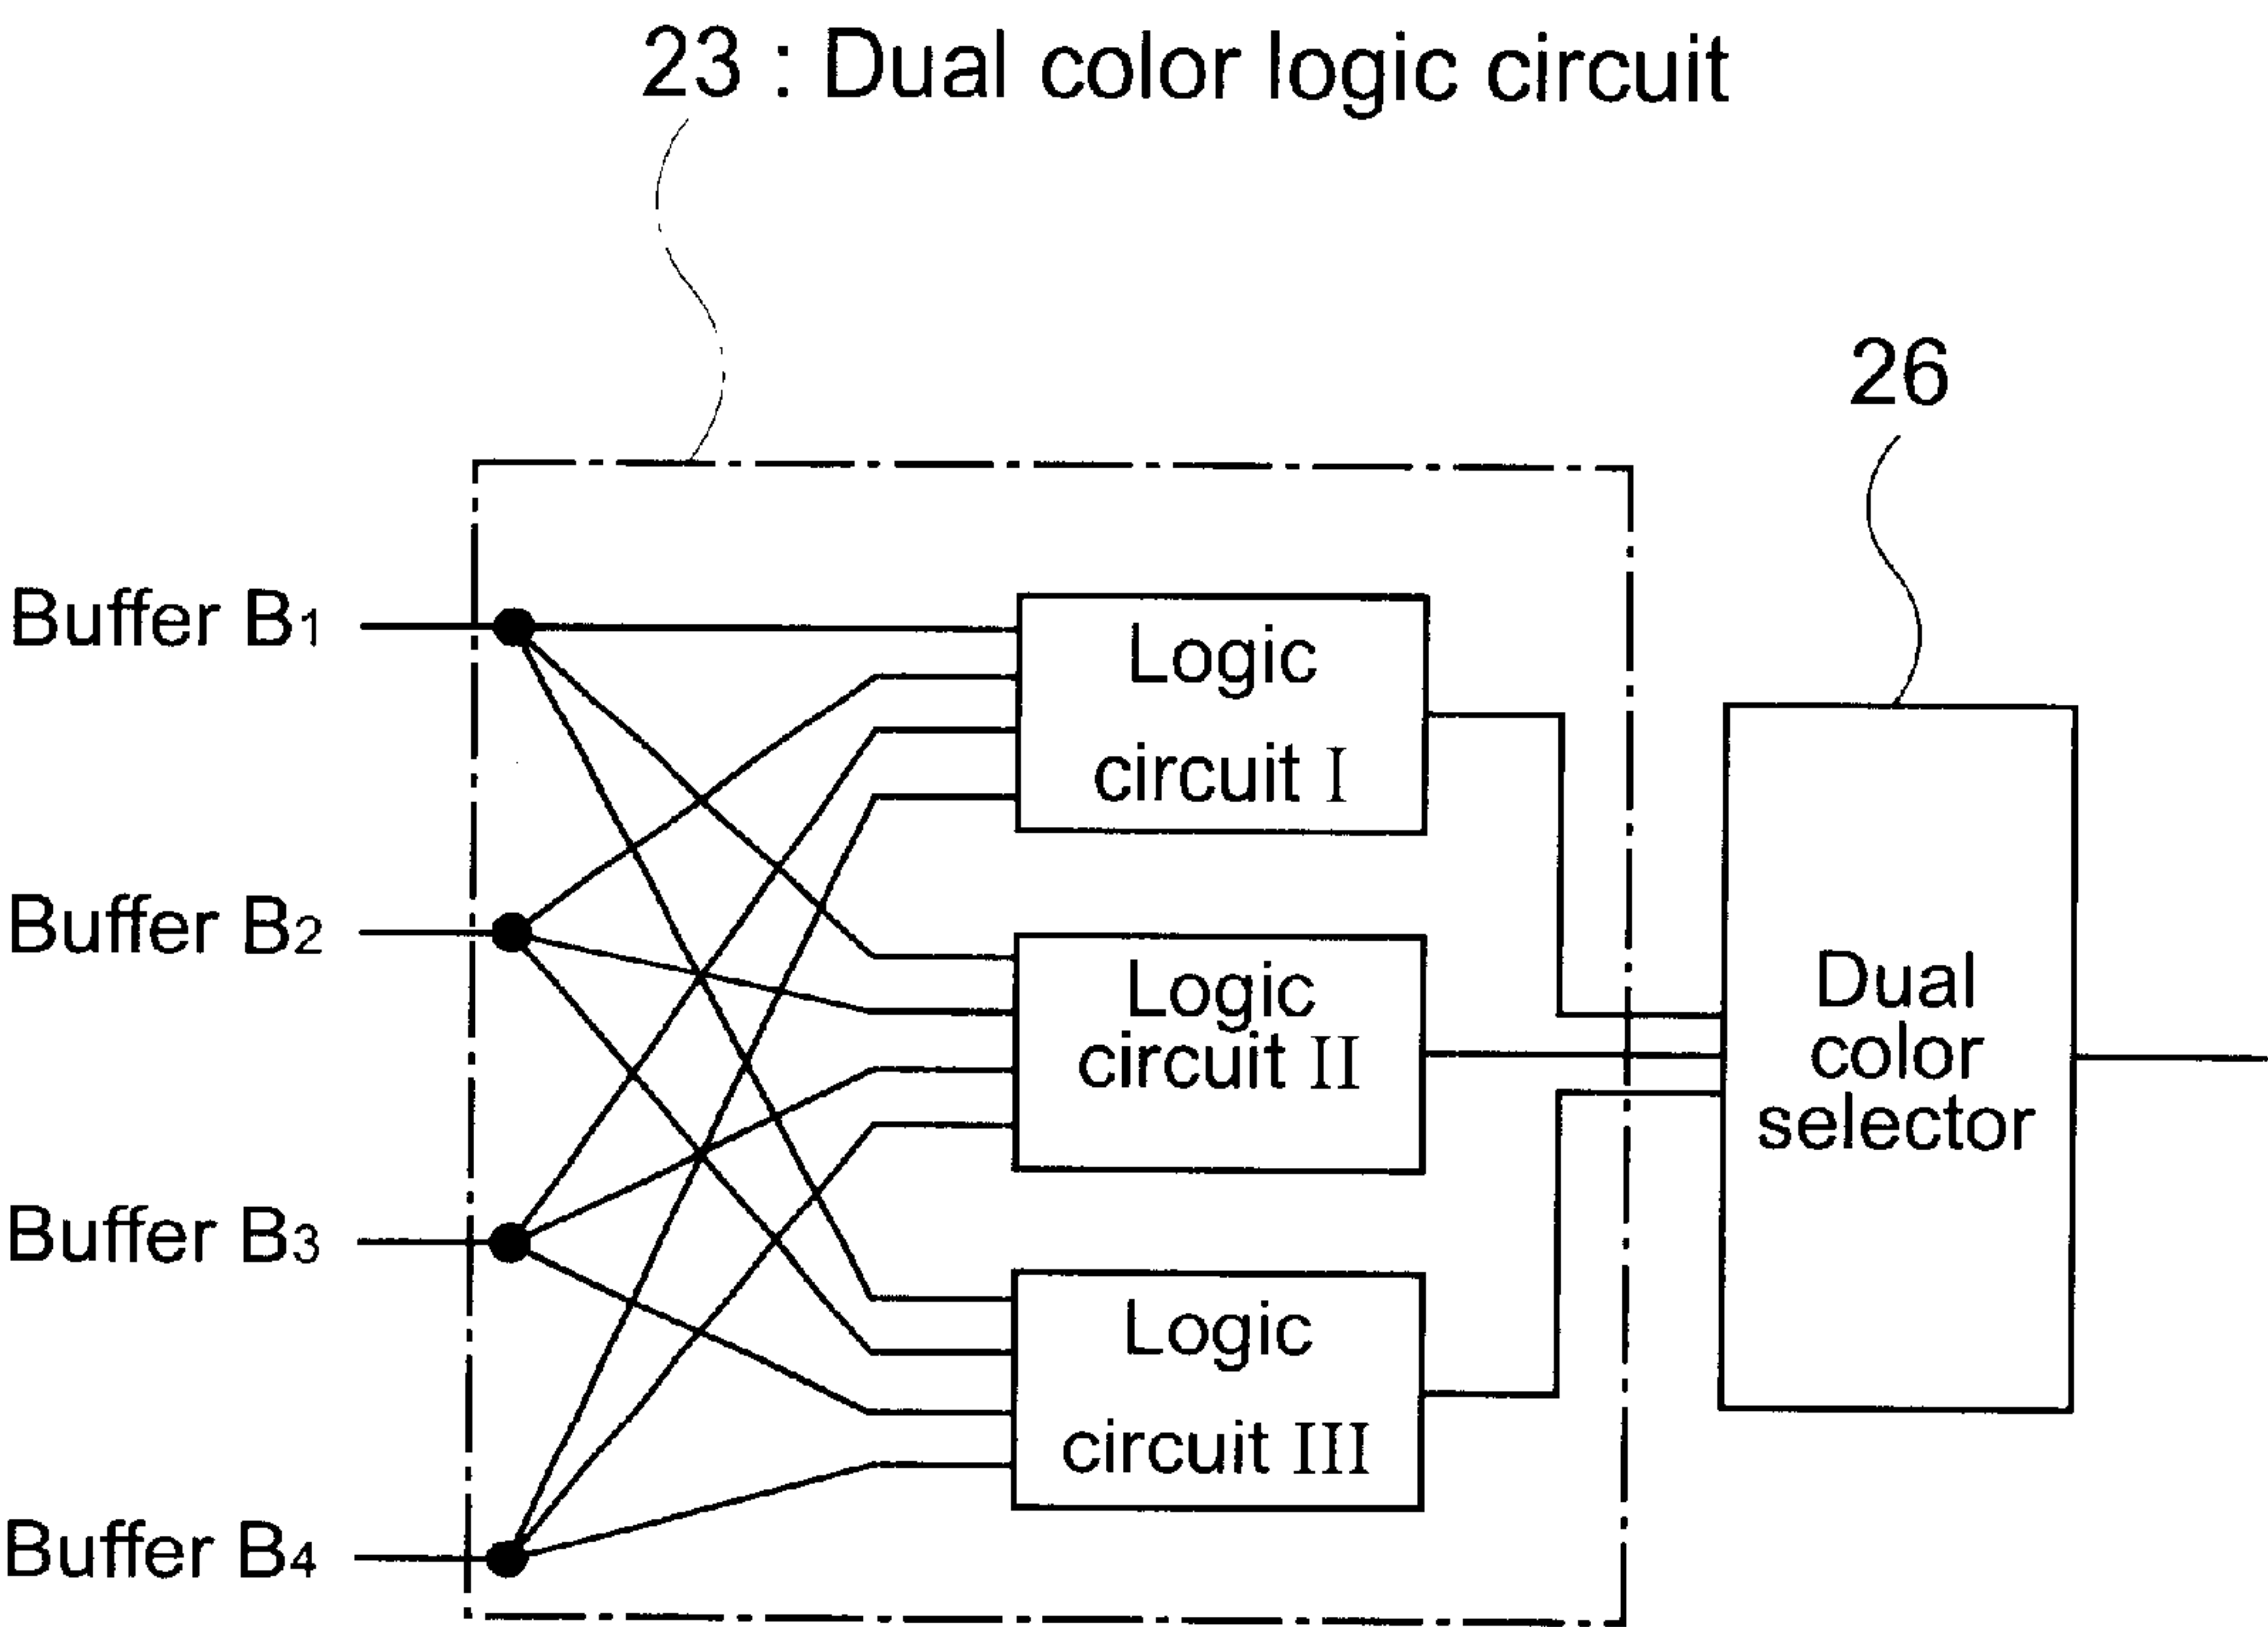 23 : Dual color logic circuit
26
Buffer B1
Buffer B2
Buffer B3
Buffer B4
Logic
circuit I
Logic
circuit II
Logic
circuit III
Dual
color
selector